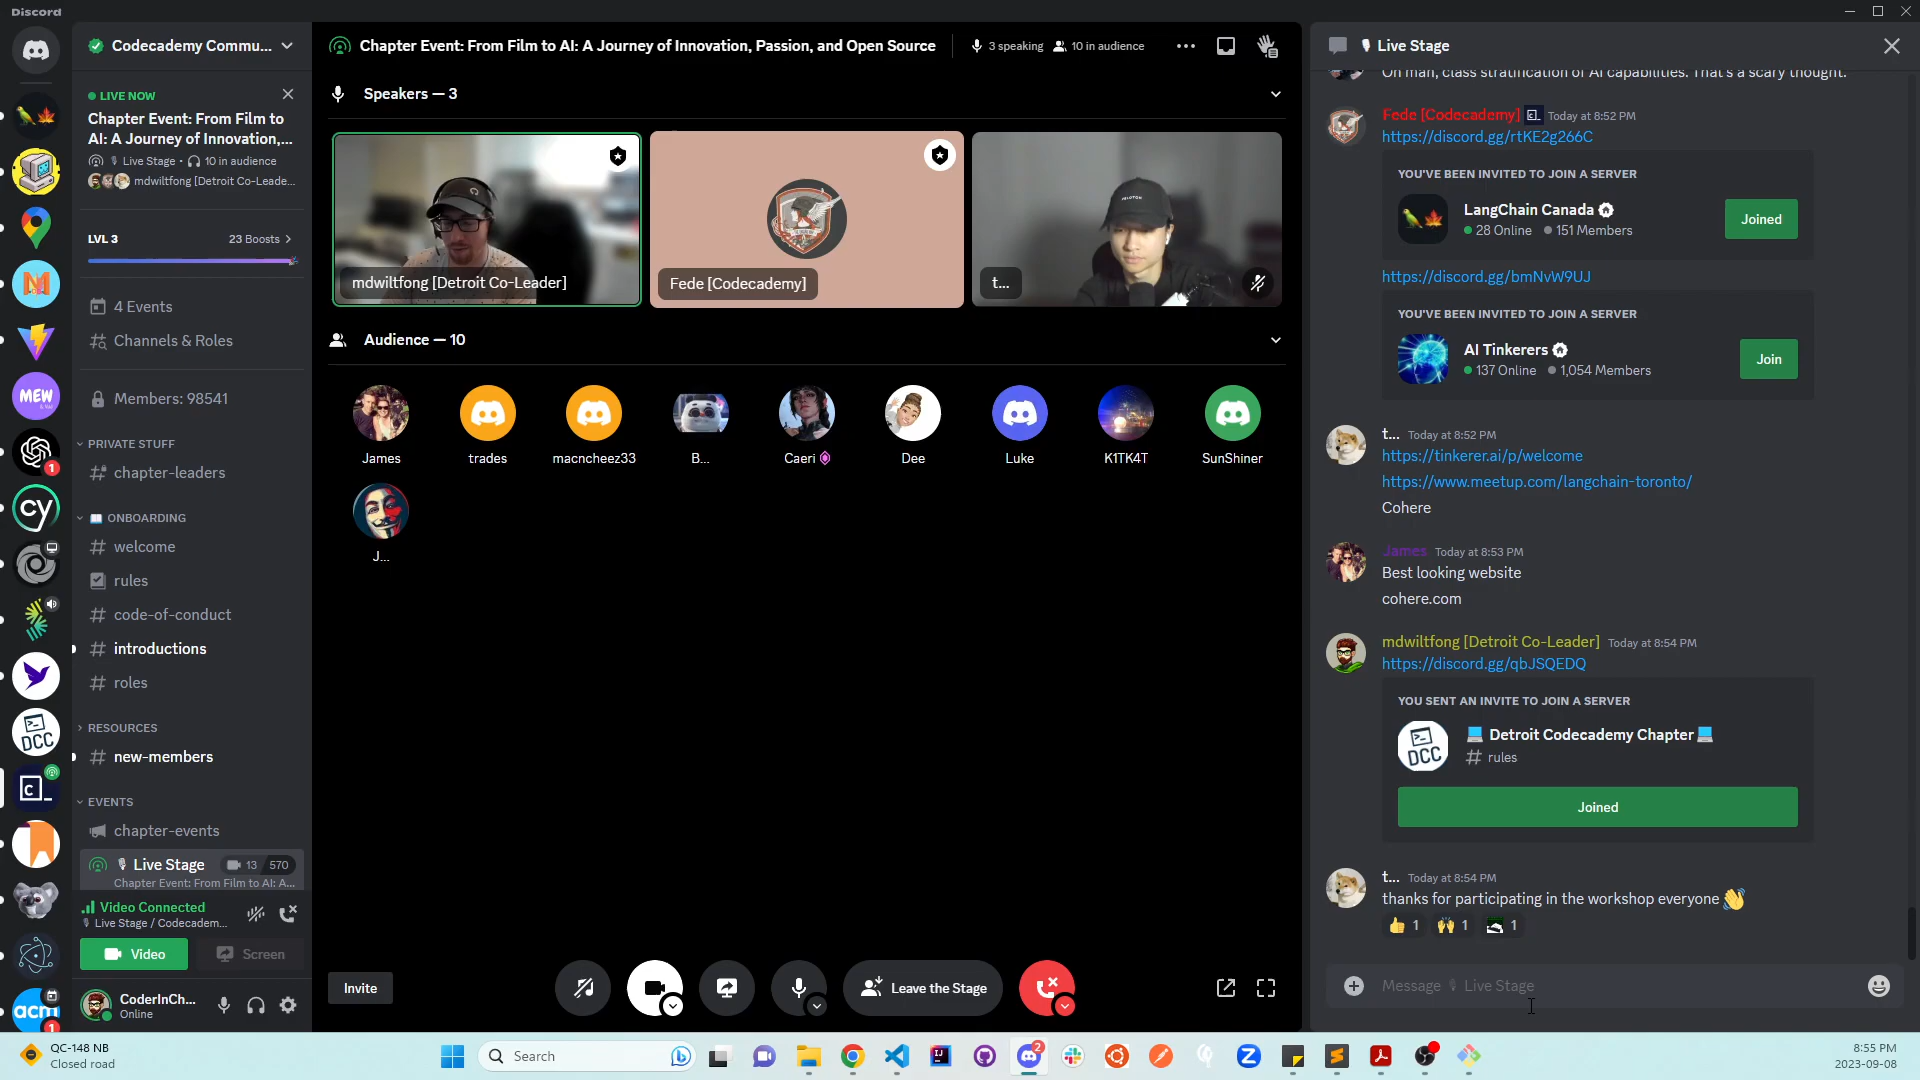 Discord
Codecademy Commu...
LIVE NOW
Chapter Event: From Film to
AI: A Journey of Innovation,...
Live Stage • 10 in audience
mdwiltfong [Detroit Co-Leade...
LVL 3
23 Boosts
4 Events
Channels & Roles
Members: 98541
PRIVATE STUFF
chapter-leaders
ONBOARDING
welcome
rules
code-of-conduct
introductions
roles
RESOURCES
new-members
EVENTS
chapter-events
Live Stage
13 570
Chapter Event: From Film to AI: A...
Video Connected
Live Stage / Codecadem...
Video
Screen
CoderInCh...
Online
MEW
1
cy
DCC
C_
acm
1
Chapter Event: From Film to AI: A Journey of Innovation, Passion, and Open Source
3 speaking
10 in audience
Speakers — 3
mdwiltfong [Detroit Co-Leader]
Fede [Codecademy]
PELOTON
t...
Audience — 10
James
trades
macncheez33
B...
Caeri
Dee
Luke
K1TK4T
SunShiner
J...
Invite
Leave the Stage
Live Stage
Oh man, class stratification of AI capabilities. That's a scary thought.
Fede [Codecademy] Today at 8:52 PM
https://discord.gg/rtKE2g266C
YOU'VE BEEN INVITED TO JOIN A SERVER
LangChain Canada
28 Online 151 Members
Joined
https://discord.gg/bmNvW9UJ
YOU'VE BEEN INVITED TO JOIN A SERVER
AI Tinkerers
137 Online 1,054 Members
Join
t... Today at 8:52 PM
https://tinkerer.ai/p/welcome
https://www.meetup.com/langchain-toronto/
Cohere
James Today at 8:53 PM
Best looking website
cohere.com
mdwiltfong [Detroit Co-Leader] Today at 8:54 PM
https://discord.gg/qbJSQEDQ
YOU SENT AN INVITE TO JOIN A SERVER
DCC
Detroit Codecademy Chapter
rules
Joined
t... Today at 8:54 PM
thanks for participating in the workshop everyone 👋
👍 1 🙌 1 1
Message Live Stage
QC-148 NB
Closed road
Search
2
8:55 PM
2023-09-08